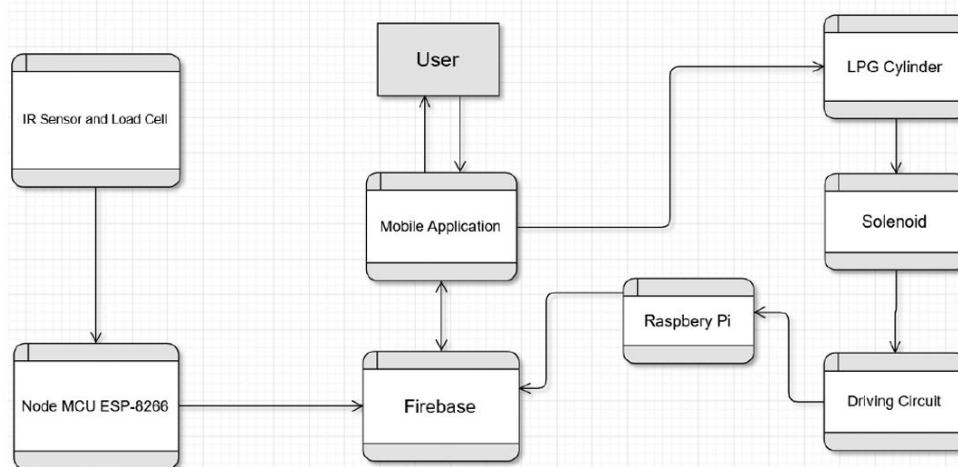 User
LPG Cylinder
IR Sensor and Load Cell
Mobile Application
Solenoid
Raspbery Pi
Node MCU ESP-8266
Firebase
Driving Circuit